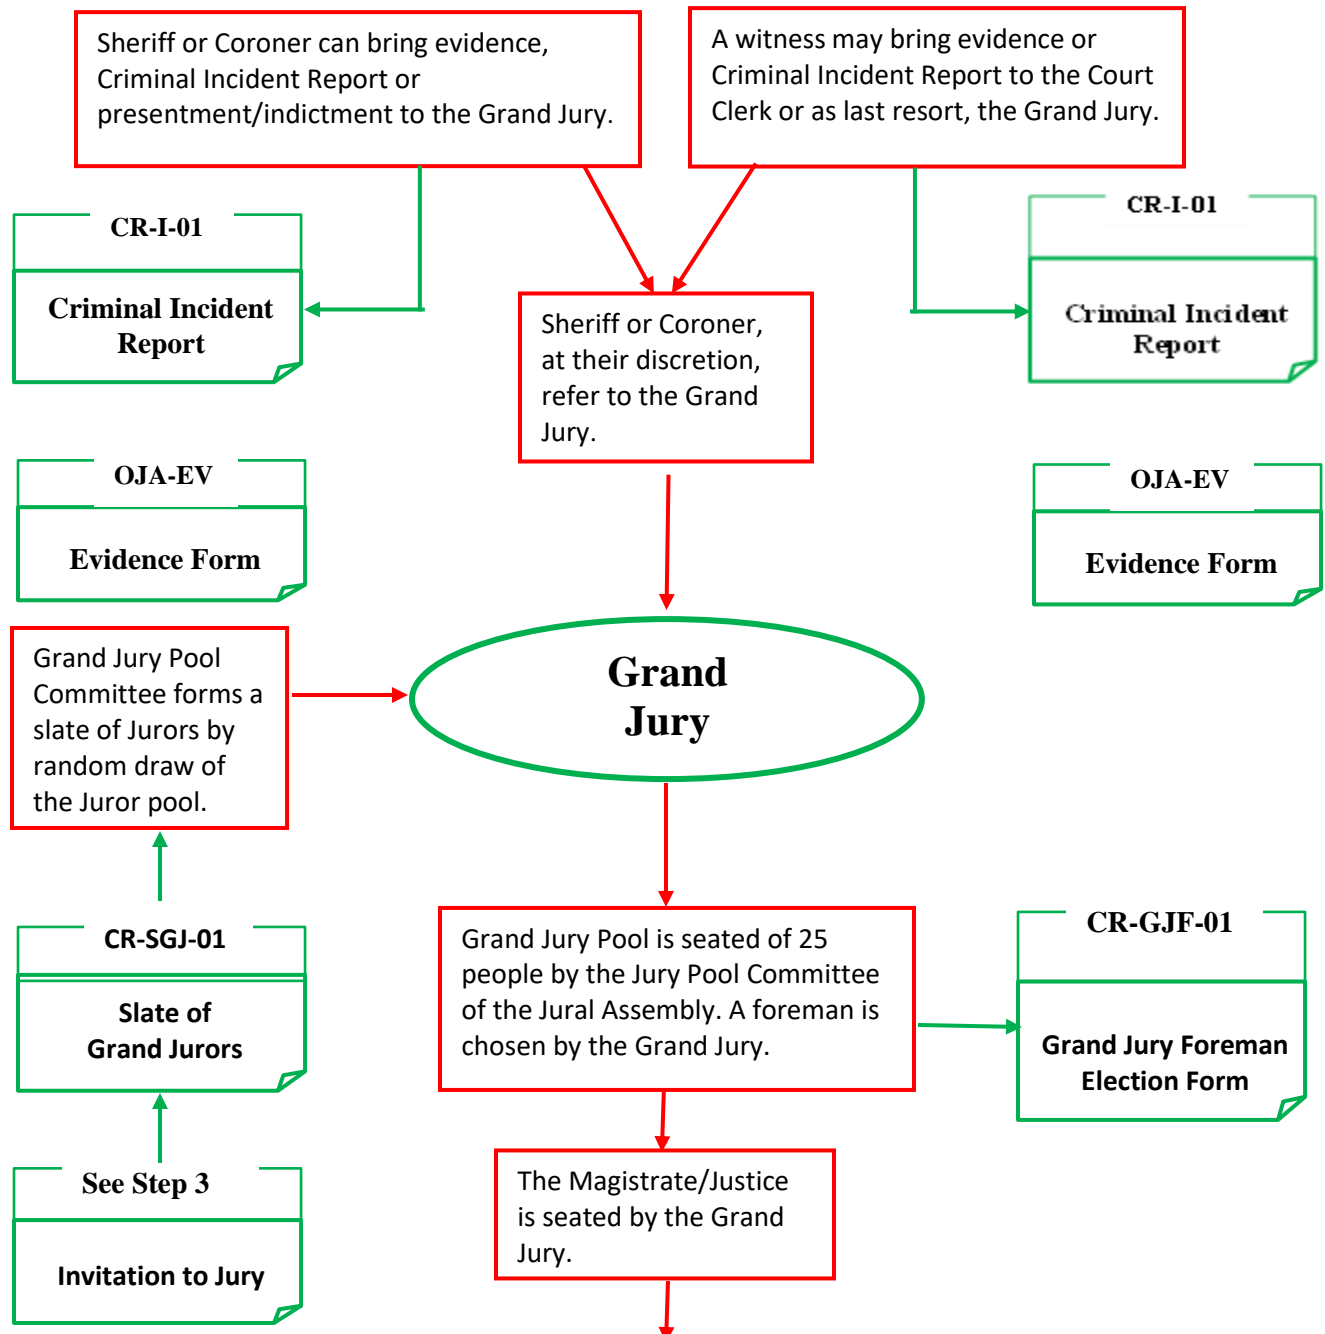 Sheriff or Coroner can bring evidence,
Criminal Incident Report or
presentment/indictment to the Grand Jury.
A witness may bring evidence or
Criminal Incident Report to the Court
Clerk or as last resort, the Grand Jury.
CR-I-01
Criminal Incident
Report
CR-I-01
Criminal Incident
Report
Sheriff or Coroner,
at their discretion,
refer to the Grand
Jury.
OJA-EV
Evidence Form
OJA-EV
Evidence Form
Grand Jury Pool
Committee forms a
slate of Jurors by
random draw of
the Juror pool.
Grand
Jury
CR-SGJ-01
Slate of
Grand Jurors
Grand Jury Pool is seated of 25
people by the Jury Pool Committee
of the Jural Assembly. A foreman is
chosen by the Grand Jury.
CR-GJF-01
Grand Jury Foreman
Election Form
See Step 3
Invitation to Jury
The Magistrate/Justice
is seated by the Grand
Jury.